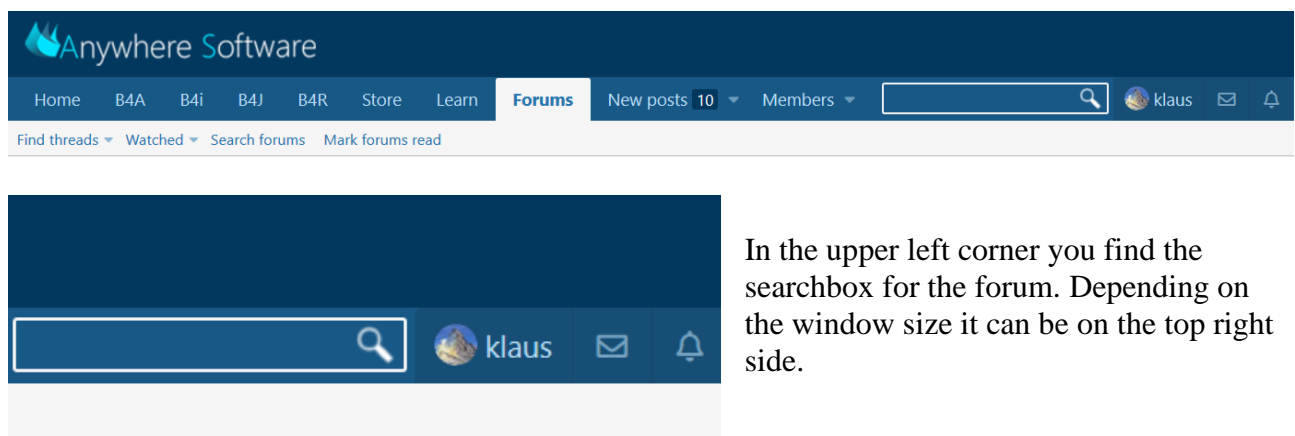 Anywhere Software
Home B4A B4i B4J B4R Store Learn Forums New posts 10 Members klaus
Find threads Watched Search forums Mark forums read
klaus
In the upper left corner you find the
searchbox for the forum. Depending on
the window size it can be on the top right
side.